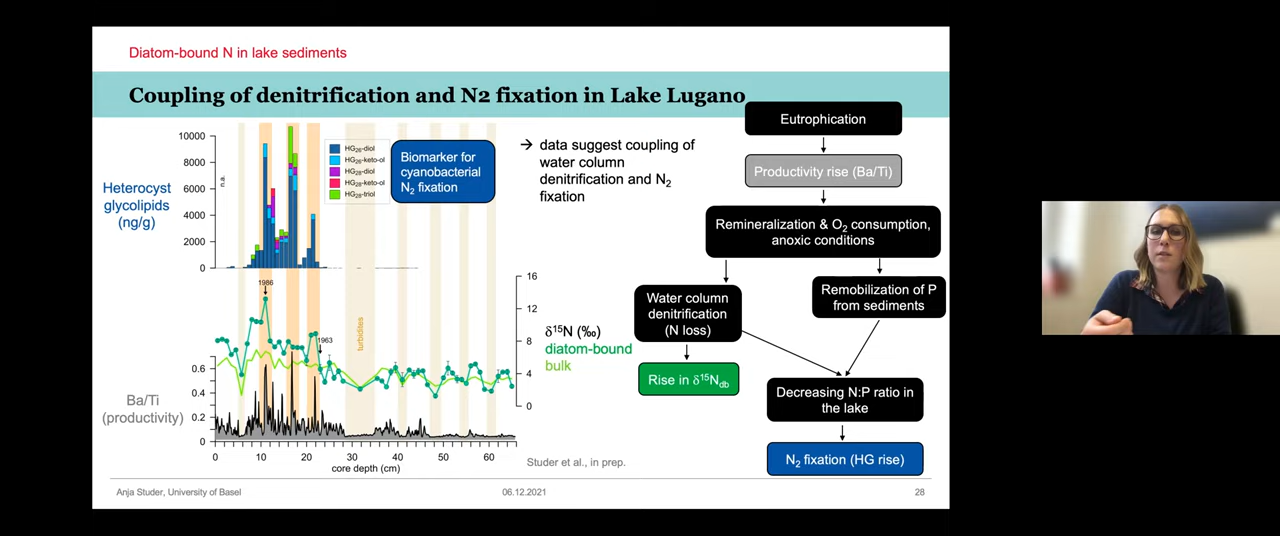 Diatom-bound N in lake sediments
Coupling of denitrification and N2 fixation in Lake Lugano
10000
8000
6000
4000
2000
0
Heterocyst
glycolipids
(ng/g)
n.a.
HG26-diol
HG26-keto-ol
HG28-diol
HG28-keto-ol
HG28-triol
Biomarker for
cyanobacterial
N2 fixation
→ data suggest coupling of
water column
denitrification and N2
fixation
1986
1963
turbidites
16
12
8
4
0
δ15N (‰)
diatom-bound
bulk
0.6
0.4
0.2
0
Ba/Ti
(productivity)
0 10 20 30 40 50 60
core depth (cm)
Studer et al., in prep.
Eutrophication
Productivity rise (Ba/Ti)
Remineralization & O2 consumption,
anoxic conditions
Water column
denitrification
(N loss)
Remobilization of P
from sediments
Rise in δ15Ndb
Decreasing N:P ratio in
the lake
N2 fixation (HG rise)
Anja Studer, University of Basel
06.12.2021
28